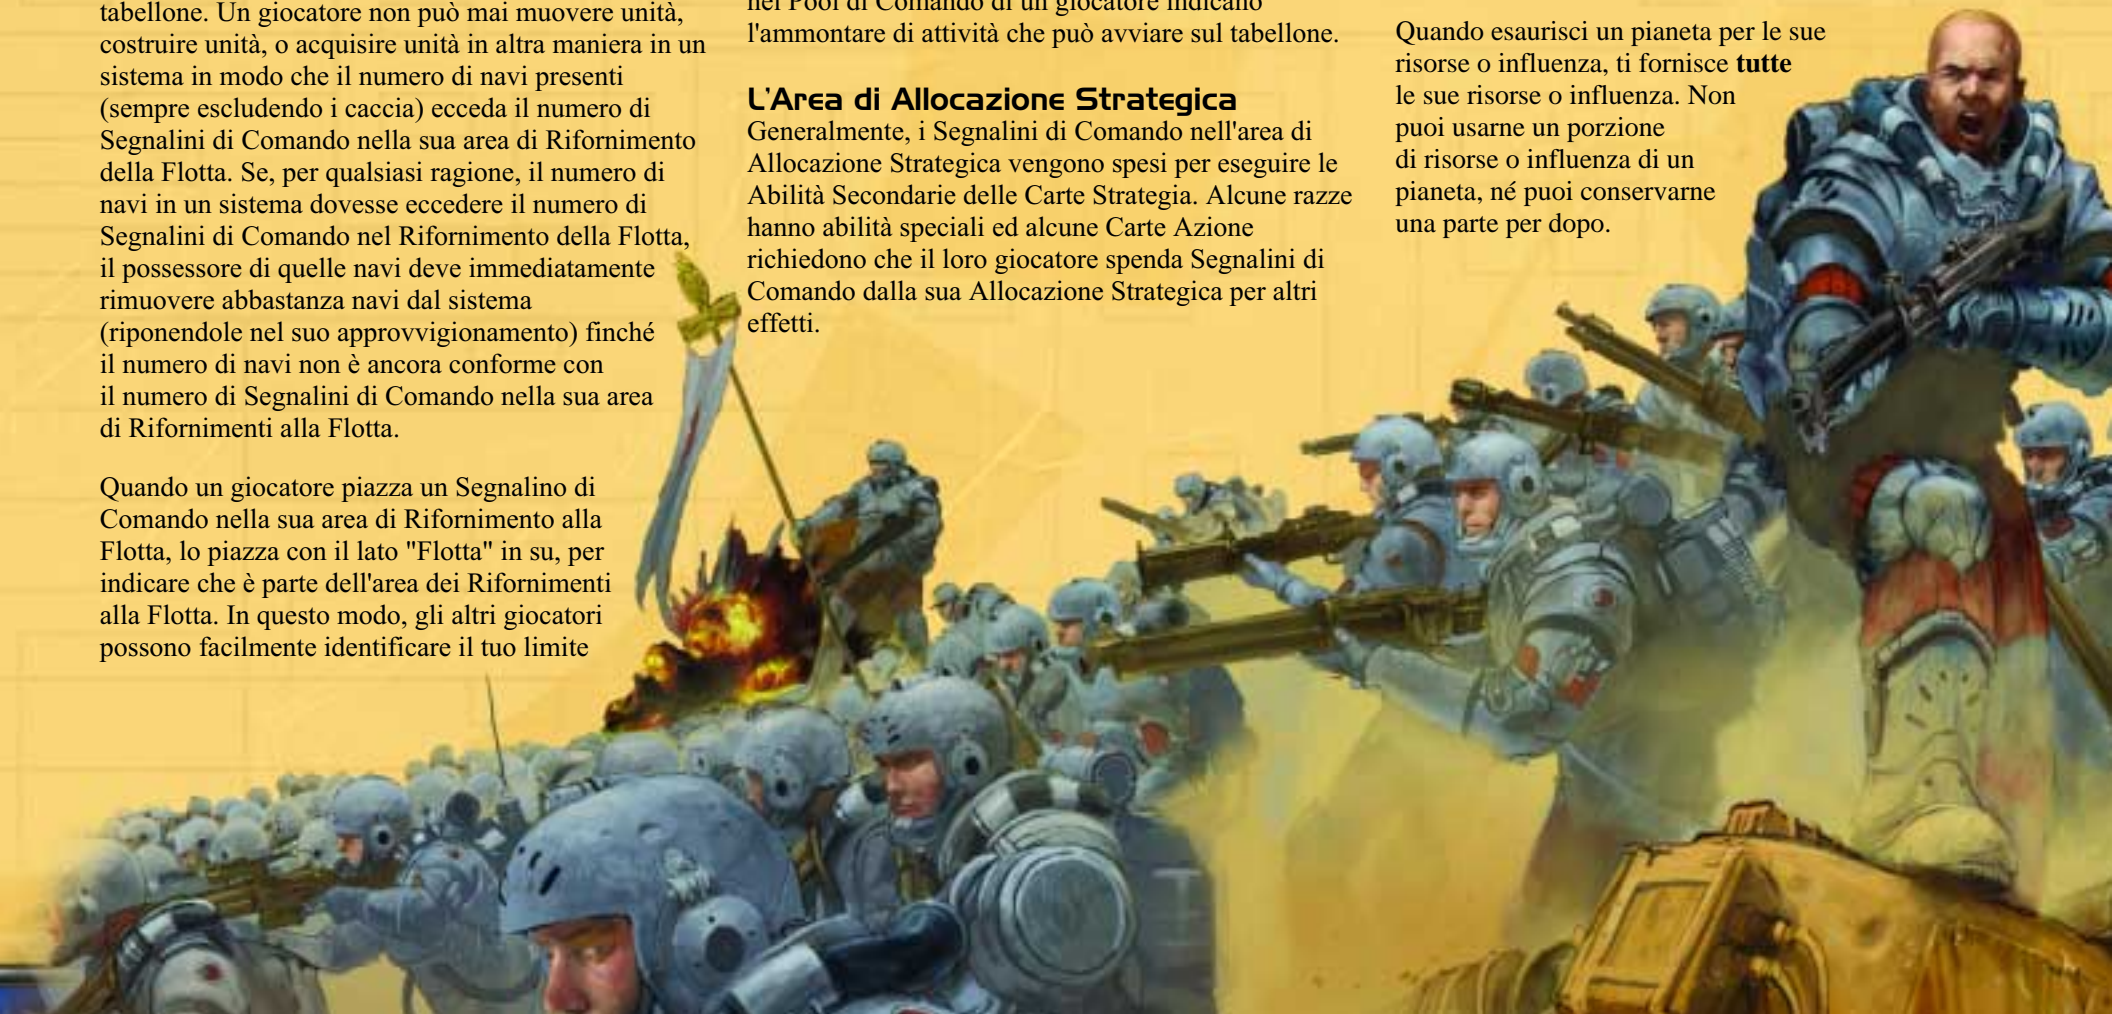 tabellone. Un giocatore non può mai muovere unità,
costruire unità, o acquisire unità in altra maniera in un
sistema in modo che il numero di navi presenti
(sempre escludendo i caccia) ecceda il numero di
Segnalini di Comando nella sua area di Rifornimento
della Flotta. Se, per qualsiasi ragione, il numero di
navi in un sistema dovesse eccedere il numero di
Segnalini di Comando nel Rifornimento della Flotta,
il possessore di quelle navi deve immediatamente
rimuovere abbastanza navi dal sistema
(riponendole nel suo approvvigionamento) finché
il numero di navi non è ancora conforme con
il numero di Segnalini di Comando nella sua area
di Rifornimenti alla Flotta.
Quando un giocatore piazza un Segnalino di
Comando nella sua area di Rifornimento alla
Flotta, lo piazza con il lato "Flotta" in su, per
indicare che è parte dell'area dei Rifornimenti
alla Flotta. In questo modo, gli altri giocatori
possono facilmente identificare il tuo limite
nel Pool di Comando di un giocatore indicano
l'ammontare di attività che può avviare sul tabellone.
L'Area di Allocazione Strategica
Generalmente, i Segnalini di Comando nell'area di
Allocazione Strategica vengono spesi per eseguire le
Abilità Secondarie delle Carte Strategia. Alcune razze
hanno abilità speciali ed alcune Carte Azione
richiedono che il loro giocatore spenda Segnalini di
Comando dalla sua Allocazione Strategica per altri
effetti.
Quando esaurisci un pianeta per le sue
risorse o influenza, ti fornisce tutte
le sue risorse o influenza. Non
puoi usarne un porzione
di risorse o influenza di un
pianeta, né puoi conservarne
una parte per dopo.